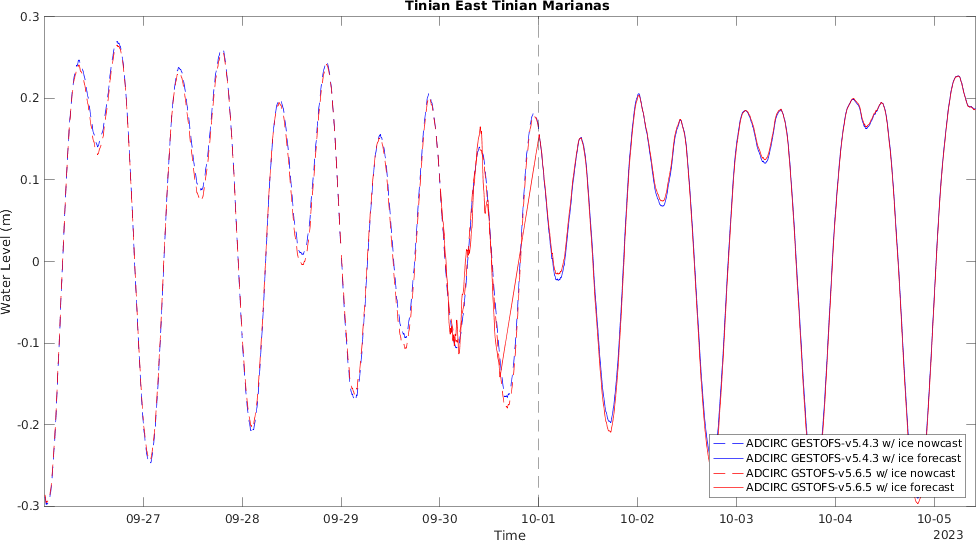 Tinian East Tinian Marianas
0.3
0.2
0.1
0
-0.1
-0.2
-0.3
Water Level (m)
ADCIRC GESTOFS-v5.4.3 w/ ice nowcast
ADCIRC GESTOFS-v5.4.3 w/ ice forecast
ADCIRC GSTOFS-v5.6.5 w/ ice nowcast
ADCIRC GSTOFS-v5.6.5 w/ ice forecast
09-27 09-28 09-29 09-30 10-01 10-02 10-03 10-04 10-05
Time
2023